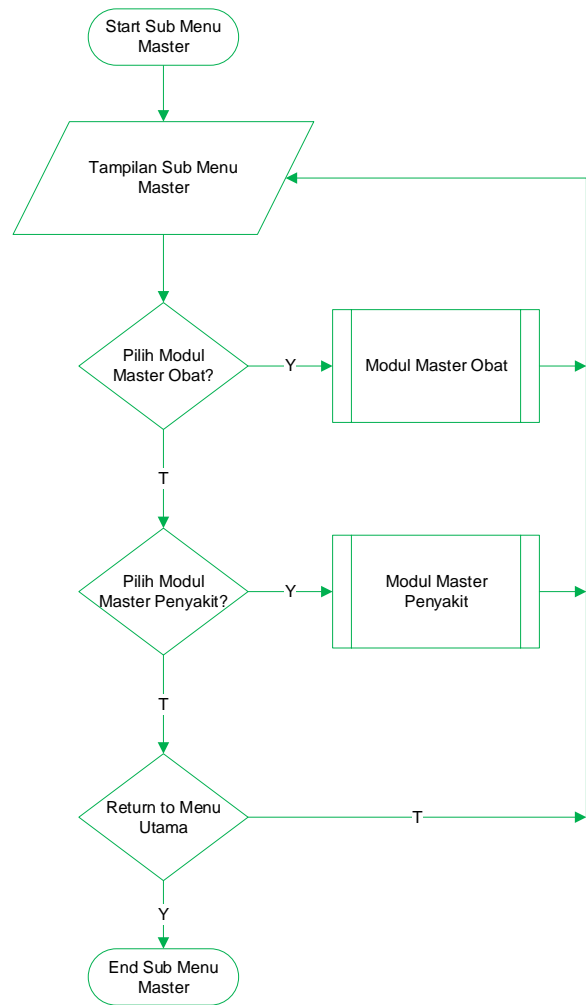 Start Sub Menu
Master
Tampilan Sub Menu
Master
Pilih Modul
Master Obat?
Y
Modul Master Obat
T
Pilih Modul
Master Penyakit?
Y
Modul Master
Penyakit
T
Return to Menu
Utama
T
Y
End Sub Menu
Master